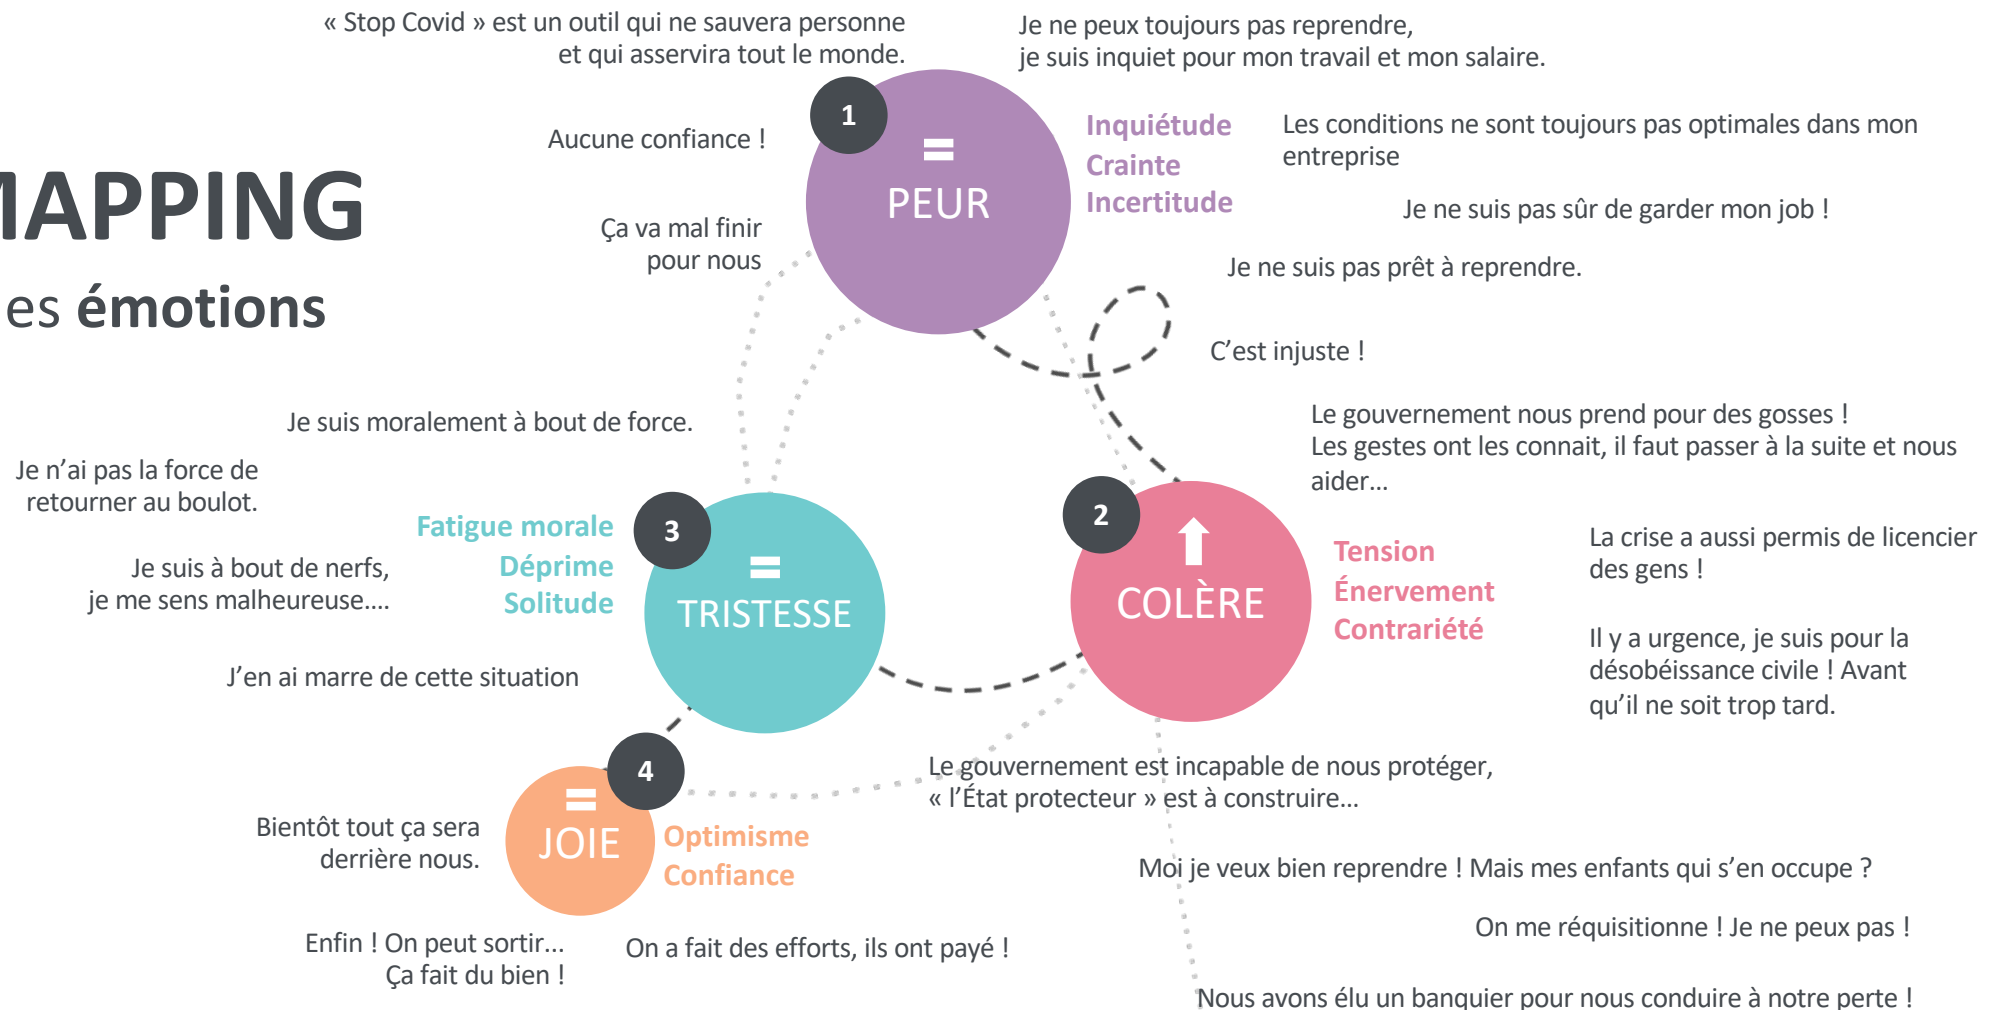 « Stop Covid » est un outil qui ne sauvera personne
et qui asservira tout le monde.
Je ne peux toujours pas reprendre,
je suis inquiet pour mon travail et mon salaire.
1
Aucune confiance !
=
PEUR
Inquiétude
Crainte
Incertitude
Les conditions ne sont toujours pas optimales dans mon
entreprise
MAPPING
es émotions
Ça va mal finir
pour nous
Je ne suis pas sûr de garder mon job !
Je ne suis pas prêt à reprendre.
C’est injuste !
Je suis moralement à bout de force.
Le gouvernement nous prend pour des gosses !
Les gestes ont les connait, il faut passer à la suite et nous
aider...
Je n’ai pas la force de
retourner au boulot.
Fatigue morale
Déprime
Solitude
3
=
TRISTESSE
2
COLÈRE
Tension
Énervement
Contrariété
La crise a aussi permis de licencier
des gens !
Je suis à bout de nerfs,
je me sens malheureuse....
Il y a urgence, je suis pour la
désobéissance civile ! Avant
qu’il ne soit trop tard.
J’en ai marre de cette situation
4
=
JOIE
Optimisme
Confiance
Le gouvernement est incapable de nous protéger,
« l’État protecteur » est à construire...
Bientôt tout ça sera
derrière nous.
Moi je veux bien reprendre ! Mais mes enfants qui s’en occupe ?
On me réquisitionne ! Je ne peux pas !
Enfin ! On peut sortir...
Ça fait du bien !
On a fait des efforts, ils ont payé !
Nous avons élu un banquier pour nous conduire à notre perte !